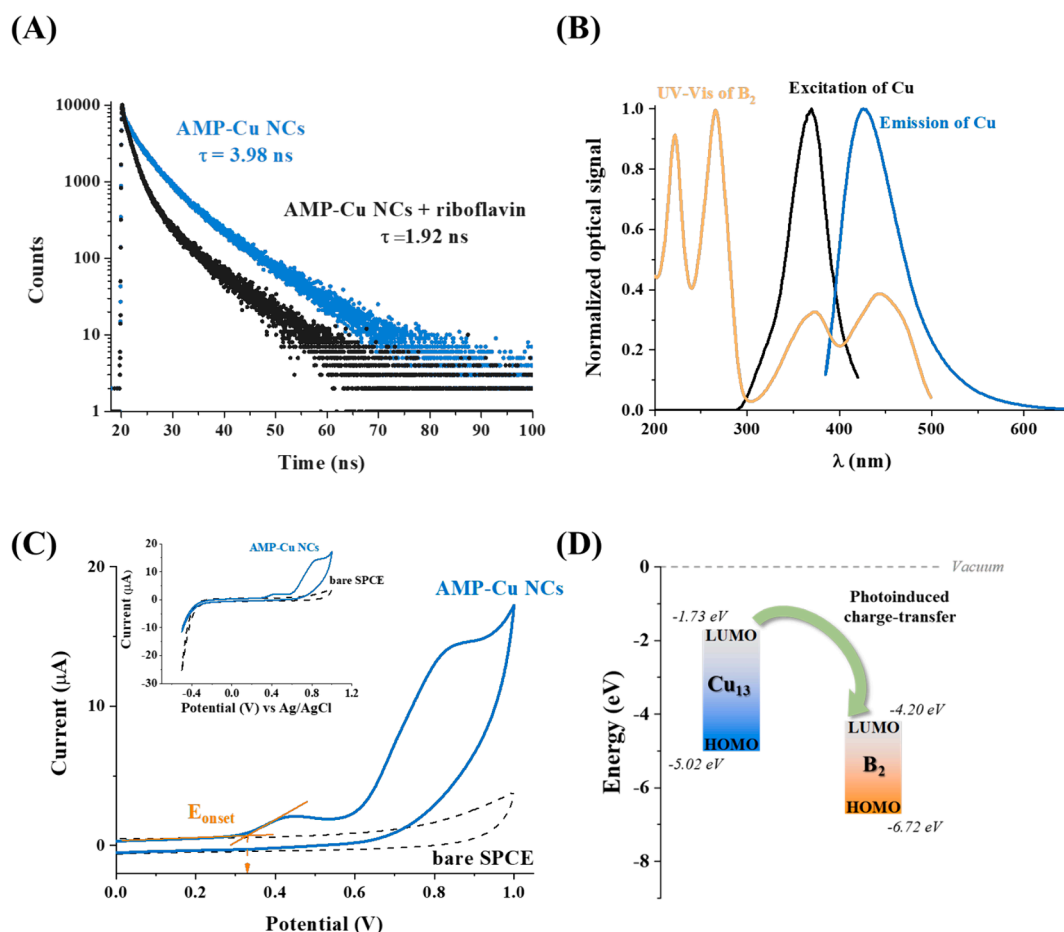 (A)
10000
1000
100
10
1
Counts
AMP-Cu NCs
τ = 3.98 ns
AMP-Cu NCs + riboflavin
τ=1.92 ns
20 30 40 50 60 70 80 90 100
Time (ns)
(B)
UV-Vis of B2
Excitation of Cu
Emission of Cu
1.0
0.8
0.6
0.4
0.2
0.0
Normalized optical signal
200 300 400 500 600
λ (nm)
(C)
20
10
0
Current (μA)
AMP-Cu NCs
bare SPCE
20
10
0
-10
-20
-30
Current (μA)
-0.4 0.0 0.4 0.8 1.2
Potential (V) vs Ag/AgCl
AMP-Cu NCs
Eonset
bare SPCE
0.0 0.2 0.4 0.6 0.8 1.0
Potential (V)
(D)
0
-2
-4
-6
-8
Energy (eV)
Vacuum
Photoinduced
charge-transfer
-1.73 eV
LUMO
Cu13
HOMO
-5.02 eV
-4.20 eV
LUMO
B2
HOMO
-6.72 eV